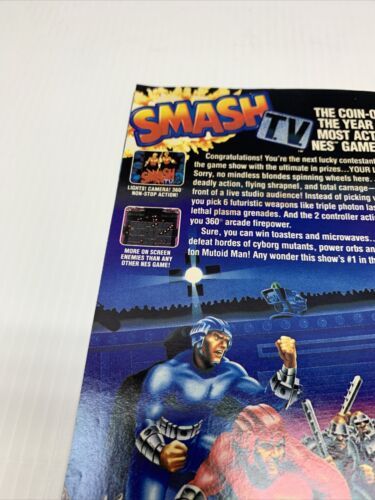 SMASH
TV
THE COIN-O
THE YEAR
MOST ACT
NES GAME
Congratulations! You're the next lucky contestant
the game show with the ultimate in prizes...YOUR L
Sorry, no mindless blondes spinning wheels here.
deadly action, flying shrapnel, and total carnage—
front of a live studio audience! Instead of picking v
you pick 6 futuristic weapons like triple photon las
lethal plasma grenades. And the 2 controller action
you 360° arcade firepower.
Sure, you can win toasters and microwaves...
defeat hordes of cyborg mutants, power orbs and
ton Mutoid Man! Any wonder this show's #1 in th
LIGHTS! CAMERA! 360°
NON-STOP ACTION!
MORE ON SCREEN
ENEMIES THAN ANY
OTHER NES GAME!